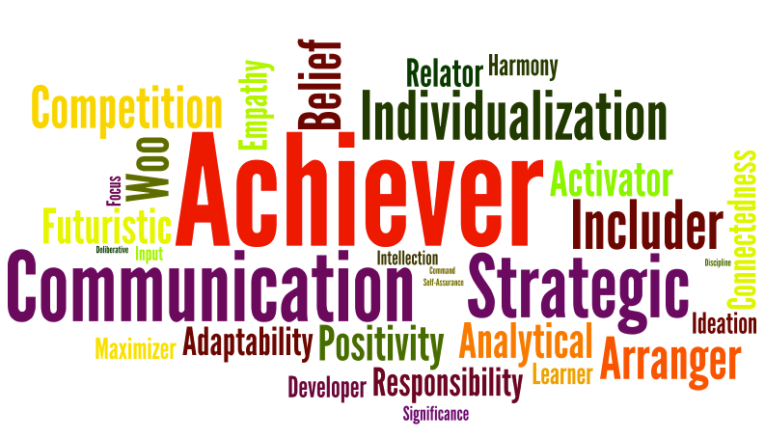 Belief
Relator
Harmony
Empathy
Competition
Individualization
Woo
Achiever
Focus
Activator
Connectedness
Futuristic
Includer
Deliberative
Input
Intellection
Communication
Command
Self-Assurance
Strategic
Discipline
Ideation
Maximizer
Adaptability
Positivity
Analytical
Arranger
Learner
Developer
Responsibility
Significance